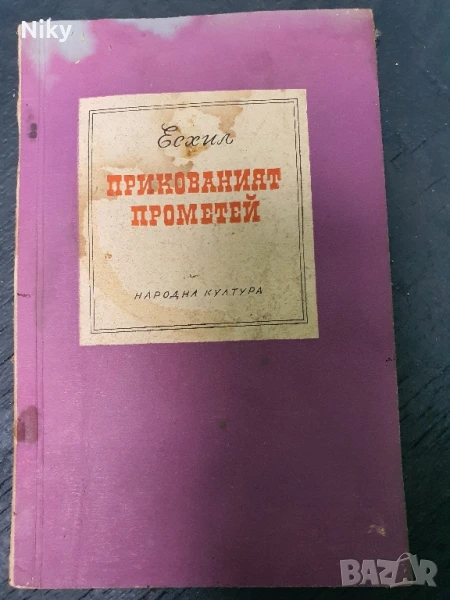 Niky
Есхил
ПРИКОВАНИЯТ
ПРОМЕТЕЙ
НАРОДНА КУЛТУРА
BAZAR